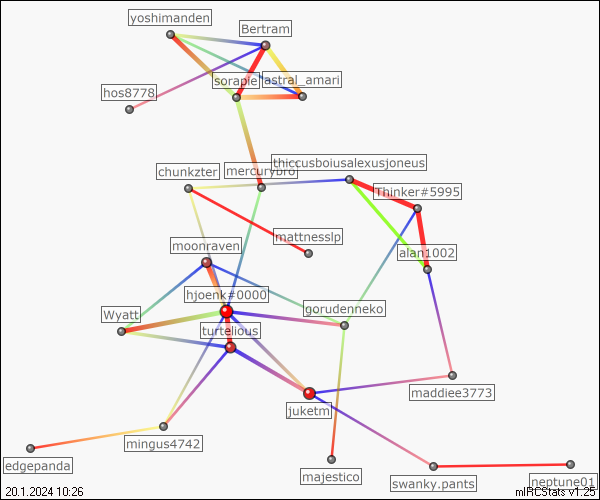 yoshimanden
Bertram
sorapie
astral_amari
hos8778
thiccusboiusalexusjoneus
chunkzter
mercurybro
Thinker#5995
mattnesslp
moonraven
alan1002
hjoenk#0000
Wyatt
gorudenneko
turtelious
maddiee3773
juketm
mingus4742
edgepanda
majestico
swanky.pants
neptune01
20.1.2024 10:26
mIRCStats v1.25